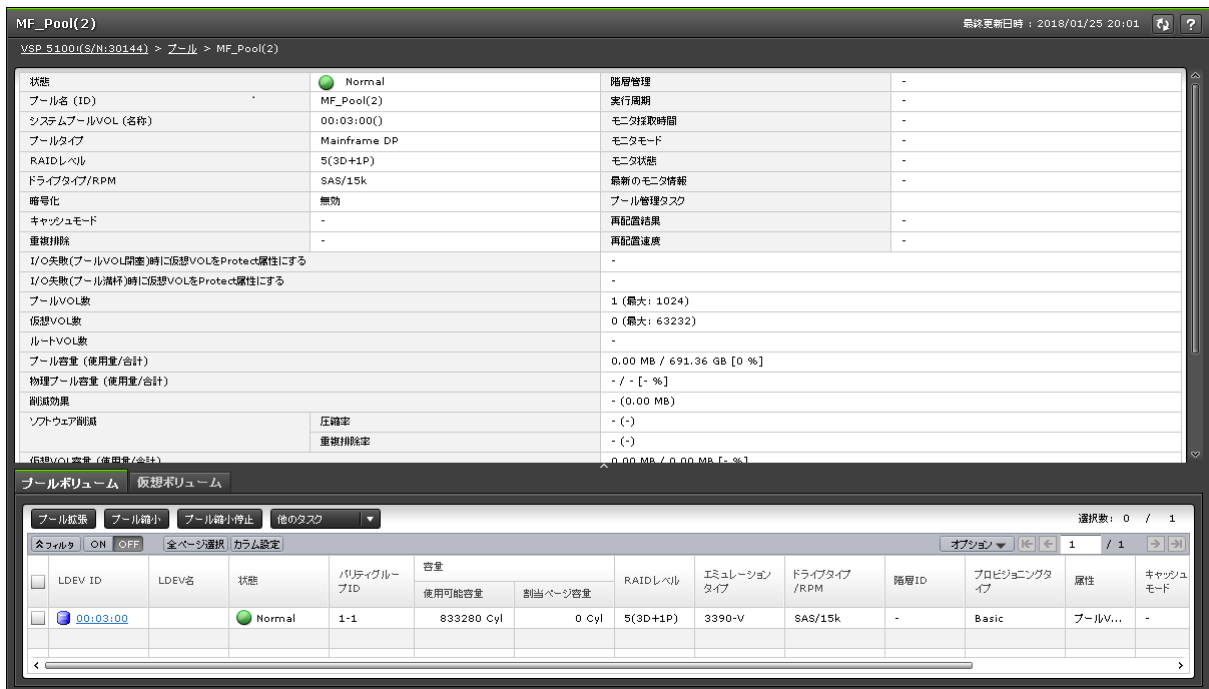 MF_Pool(2) 最終更新日時 : 2018/01/25 20:01 ?
VSP 5100(S/N:30144) > プール > MF_Pool(2)
状態 Normal 階層管理 -
プール名 (ID) MF_Pool(2) 実行周期 -
システムプールVOL (名称) 00:03:00() モニタ採取時間 -
プールタイプ Mainframe DP モニタモード -
RAIDレベル 5(3D+1P) モニタ状態 -
ドライブタイプ/RPM SAS/15k 最新のモニタ情報 -
暗号化 無効 プール管理タスク
キャッシュモード - 再配置結果 -
重複排除 - 再配置速度 -
I/O失敗(プールVOL閉塞)時に仮想VOLをProtect属性にする -
I/O失敗(プール満杯)時に仮想VOLをProtect属性にする -
プールVOL数 1 (最大: 1024)
仮想VOL数 0 (最大: 63232)
ルートVOL数 -
プール容量 (使用量/合計) 0.00 MB / 691.36 GB [0 %]
物理プール容量 (使用量/合計) - / - [- %]
削減効果 - (0.00 MB)
ソフトウェア削減 圧縮率 - (-)
重複排除率 - (-)
仮想VOL容量 (使用量/合計) 0.00 MB / 0.00 MB [- %]
プールボリューム 仮想ボリューム
プール拡張 プール縮小 プール縮小停止 他のタスク 選択数: 0 / 1
フィルタ ON OFF 全ページ選択 カラム設定 オプション 1 / 1
LDEV ID LDEV名 状態 パリティグループID 容量 使用可能容量 割当ページ容量 RAIDレベル エミュレーションタイプ ドライブタイプ/RPM 階層ID プロビジョニングタイプ 属性 キャッシュモード
00:03:00 Normal 1-1 833280 Cyl 0 Cyl 5(3D+1P) 3390-V SAS/15k - Basic プールV... -